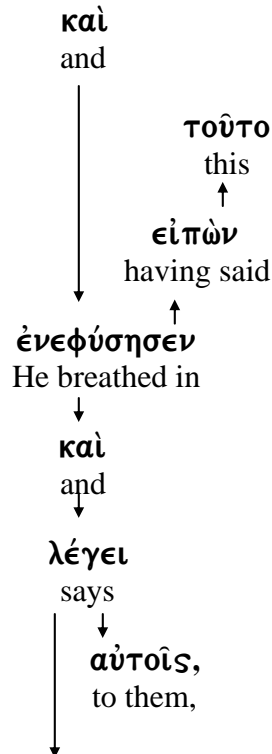 καὶ
and
τοῦτο
this
εἰπὼν
having said
ἐνεφύσησεν
He breathed in
καὶ
and
λέγει
says
αὐτοῖς,
to them,